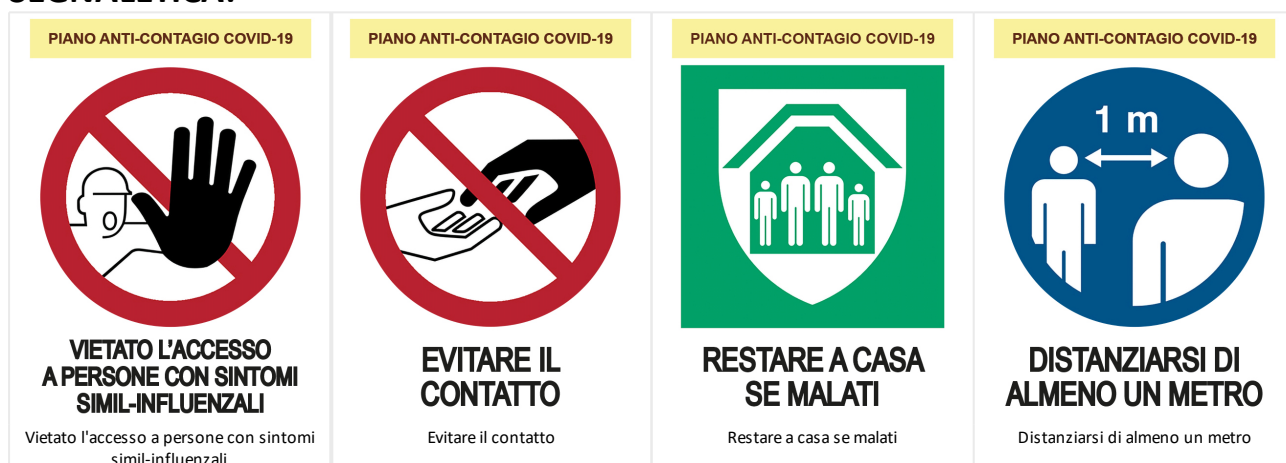 PIANO ANTI-CONTAGIO COVID-19
VIETATO L'ACCESSO
A PERSONE CON SINTOMI
SIMIL-INFLUENZALI
Vietato l'accesso a persone con sintomi
simil-influenzali
PIANO ANTI-CONTAGIO COVID-19
EVITARE IL
CONTATTO
Evitare il contatto
PIANO ANTI-CONTAGIO COVID-19
RESTARE A CASA
SE MALATI
Restare a casa se malati
PIANO ANTI-CONTAGIO COVID-19
1 m
DISTANZIARSI DI
ALMENO UN METRO
Distanziarsi di almeno un metro